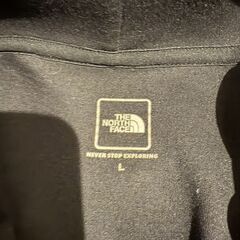 THE
NORTH
FACE
NEVER STOP EXPLORING
L